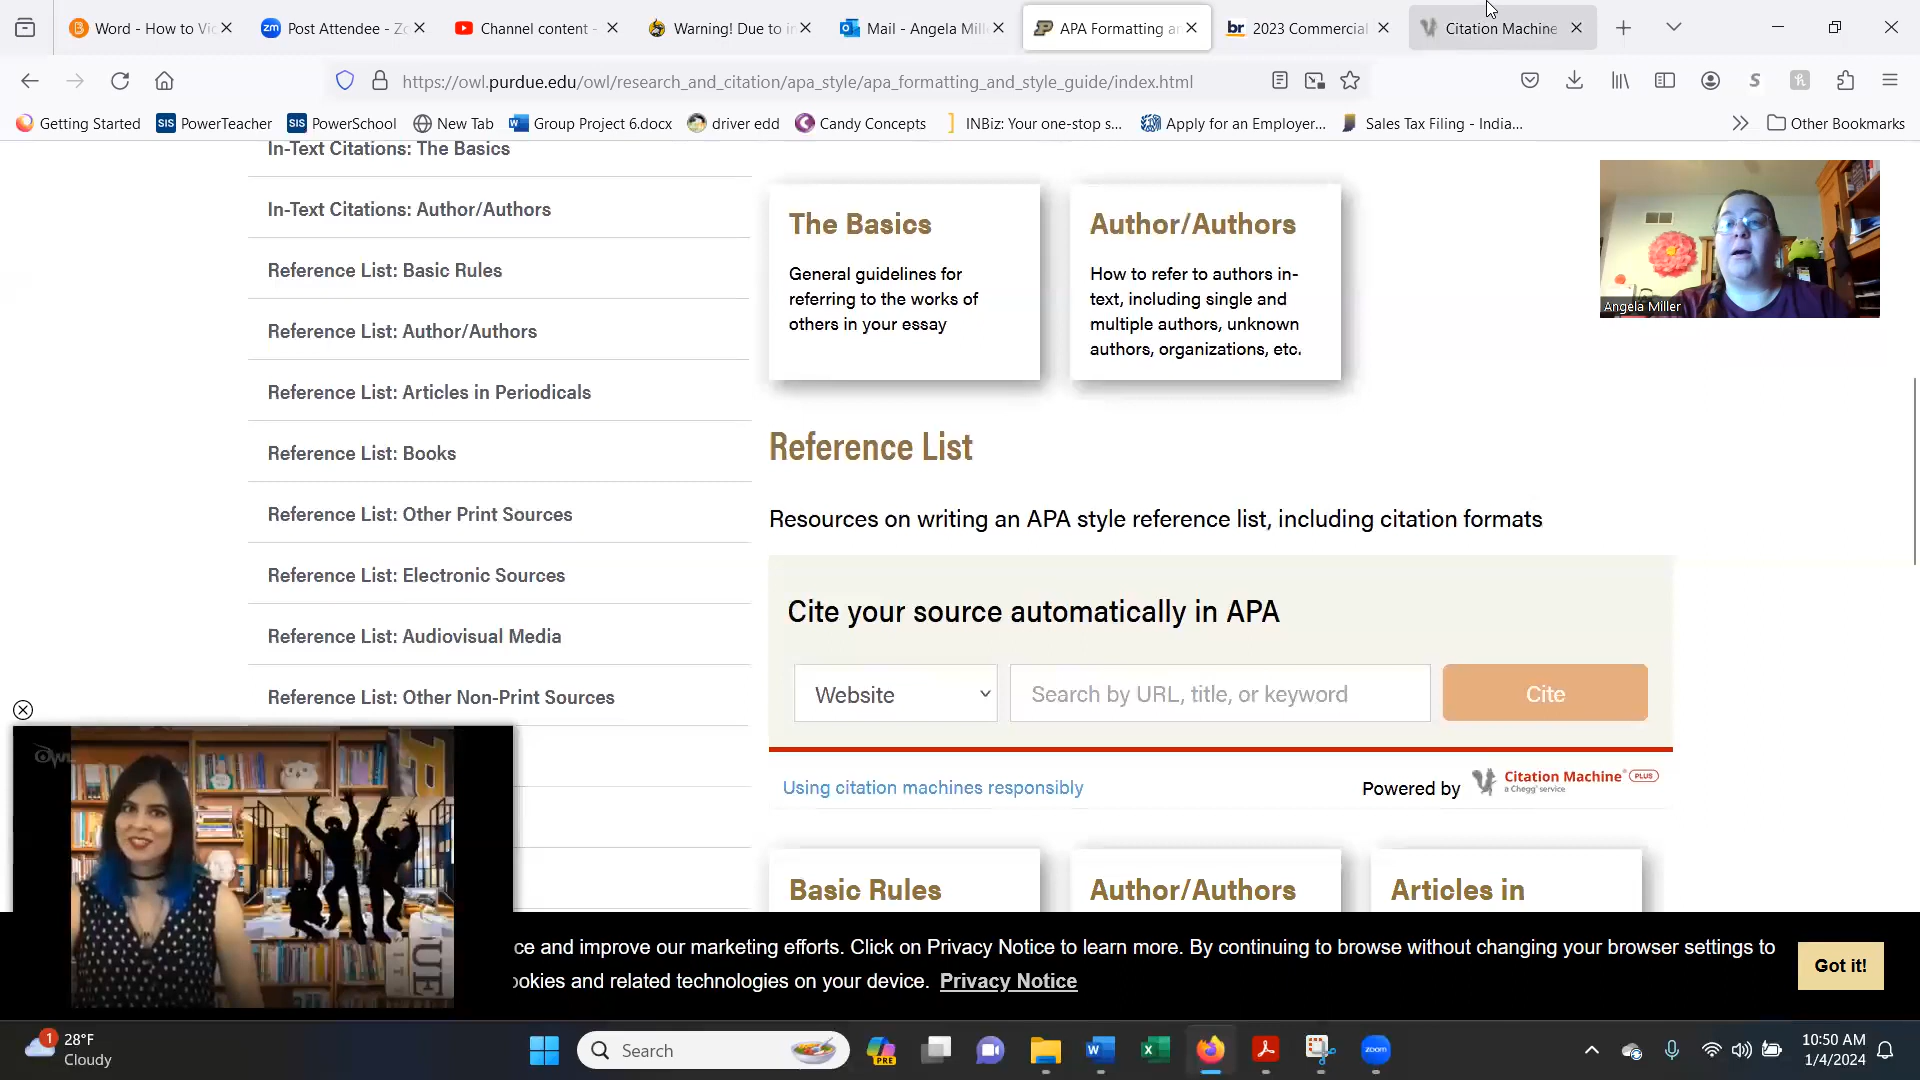 Word - How to Vi
Post Attendee - Zo
Channel content -
Warning! Due to i
Mail - Angela Mill
APA Formatting a
2023 Commercial
Citation Machine
https://owl.purdue.edu/owl/research_and_citation/apa_style/apa_formatting_and_style_guide/index.html
Getting Started
SIS PowerTeacher
SIS PowerSchool
New Tab
Group Project 6.docx
driver edd
Candy Concepts
INBiz: Your one-stop s...
Apply for an Employer...
Sales Tax Filing - India...
Other Bookmarks
In-Text Citations: The Basics
In-Text Citations: Author/Authors
Reference List: Basic Rules
Reference List: Author/Authors
Reference List: Articles in Periodicals
Reference List: Books
Reference List: Other Print Sources
Reference List: Electronic Sources
Reference List: Audiovisual Media
Reference List: Other Non-Print Sources
The Basics
General guidelines for
referring to the works of
others in your essay
Author/Authors
How to refer to authors in-
text, including single and
multiple authors, unknown
authors, organizations, etc.
Angela Miller
Reference List
Resources on writing an APA style reference list, including citation formats
Cite your source automatically in APA
Website
Search by URL, title, or keyword
Cite
Using citation machines responsibly
Powered by
Citation Machine PLUS
a Chegg service
Basic Rules
Author/Authors
Articles in
OWL
ce and improve our marketing efforts. Click on Privacy Notice to learn more. By continuing to browse without changing your browser settings to
ookies and related technologies on your device. Privacy Notice
Got it!
1
28°F
Cloudy
Search
PRE
zoom
10:50 AM
1/4/2024